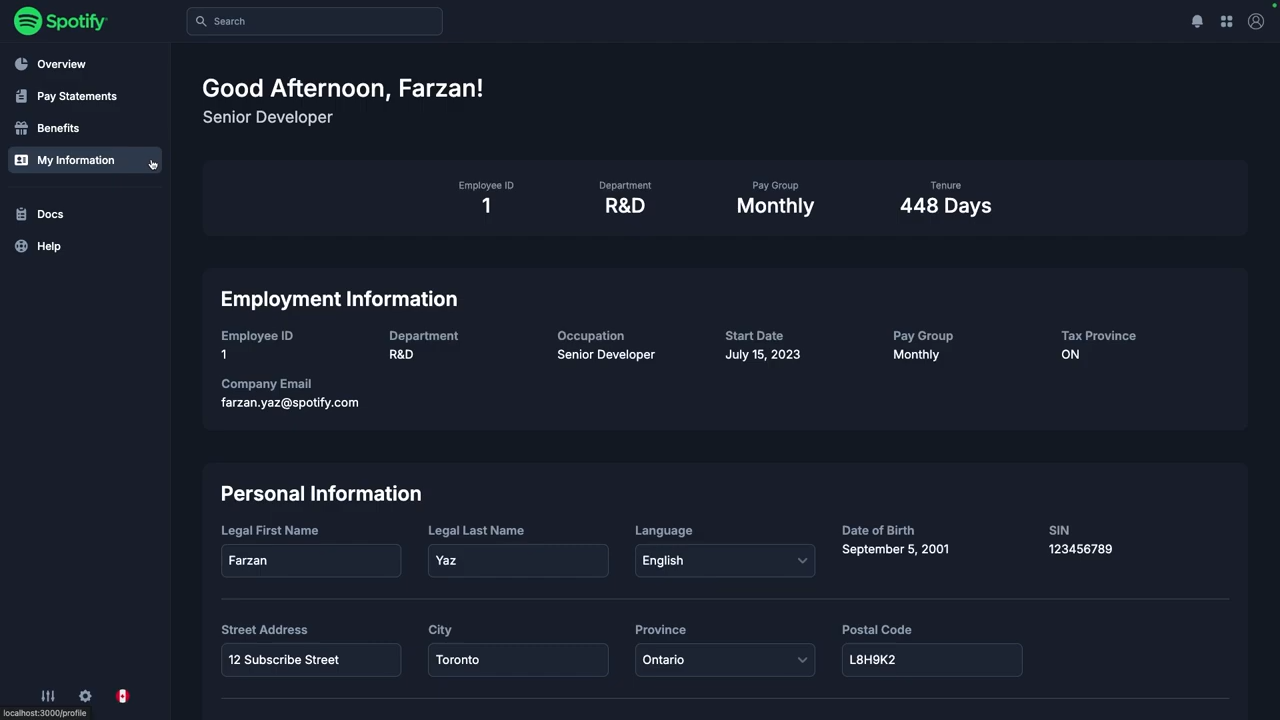 Spotify
Search
Overview
Pay Statements
Benefits
My Information
Docs
Help
Good Afternoon, Farzan!
Senior Developer
Employee ID Department Pay Group Tenure
1 R&D Monthly 448 Days
Employment Information
Employee ID Department Occupation Start Date Pay Group Tax Province
1 R&D Senior Developer July 15, 2023 Monthly ON
Company Email
farzan.yaz@spotify.com
Personal Information
Legal First Name Legal Last Name Language Date of Birth SIN
Farzan Yaz English September 5, 2001 123456789
Street Address City Province Postal Code
12 Subscribe Street Toronto Ontario L8H9K2
localhost:3000/profile